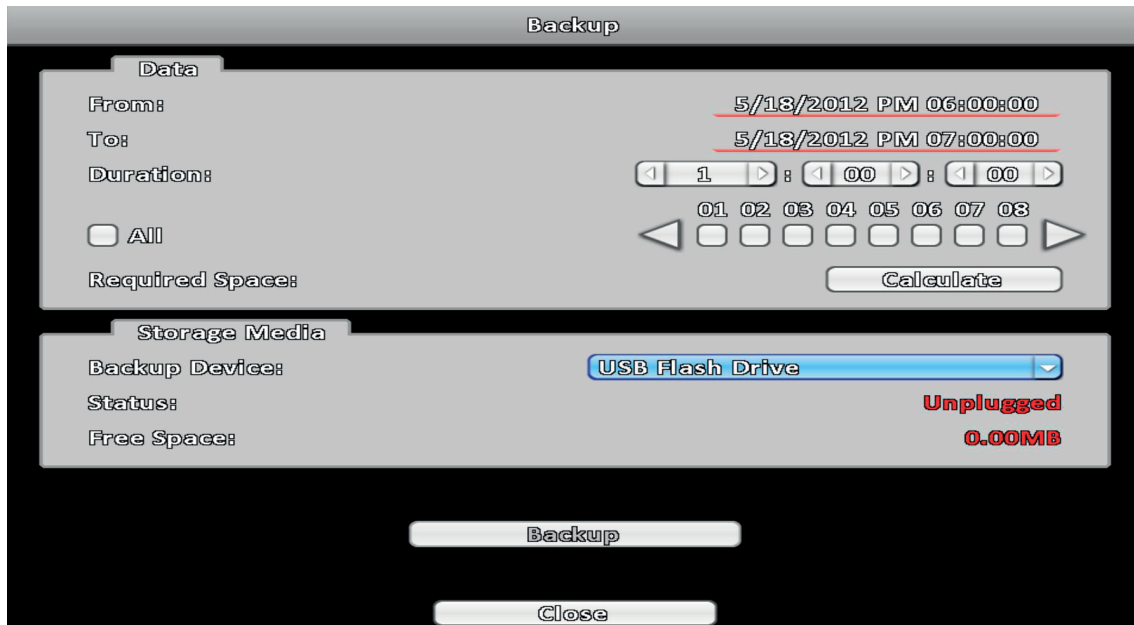 Backup
Data
From: 5/18/2012 PM 06:00:00
To: 5/18/2012 PM 07:00:00
Duration: 1 : 00 : 00
01 02 03 04 05 06 07 08
All
Required Space: Calculate
Storage Media
Backup Device: USB Flash Drive
Status: Unplugged
Free Space: 0.00MB
Backup
Close